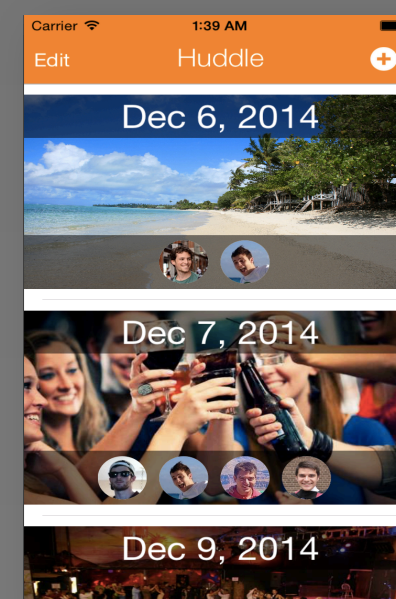 Carrier 1:39 AM
Edit Huddle
Dec 6, 2014
Dec 7, 2014
Dec 9, 2014